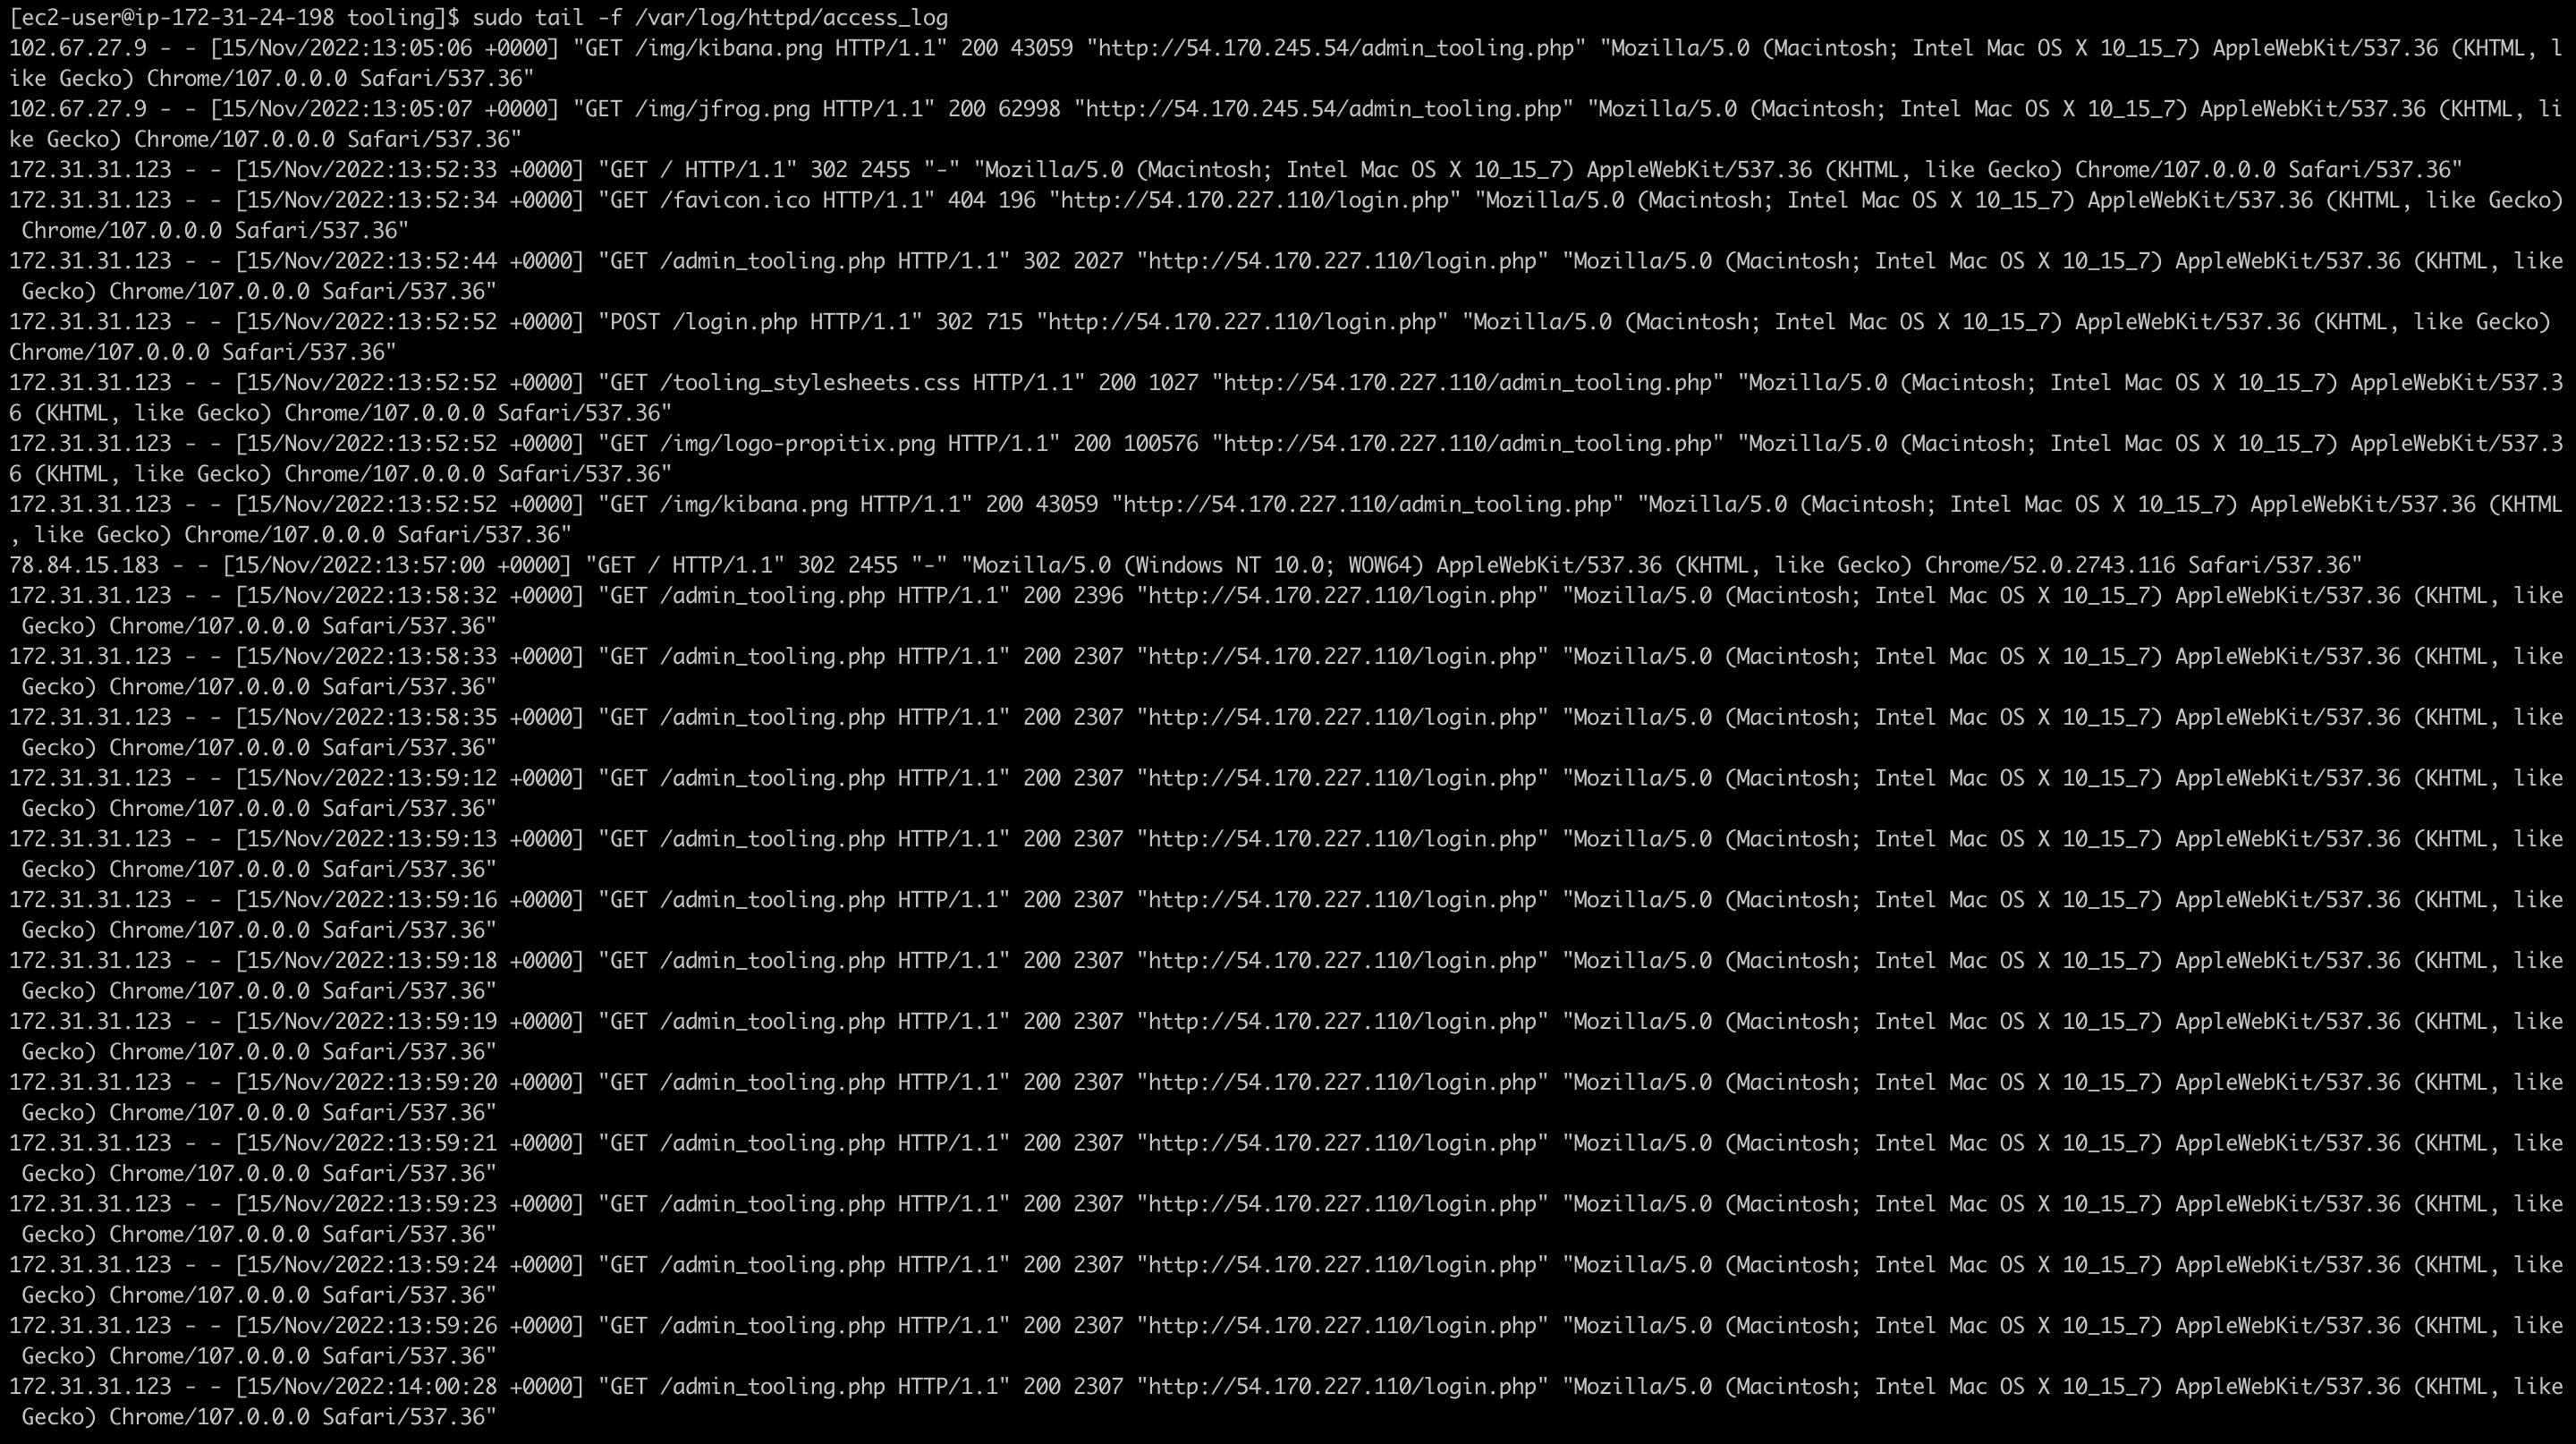 [ec2-user@ip-172-31-24-198 tooling]$ sudo tail -f /var/log/httpd/access_log
102.67.27.9 - - [15/Nov/2022:13:05:06 +0000] "GET /img/kibana.png HTTP/1.1" 200 43059 "http://54.170.245.54/admin_tooling.php" "Mozilla/5.0 (Macintosh; Intel Mac OS X 10_15_7) AppleWebKit/537.36 (KHTML, l
ike Gecko) Chrome/107.0.0.0 Safari/537.36"
102.67.27.9 - - [15/Nov/2022:13:05:07 +0000] "GET /img/jfrog.png HTTP/1.1" 200 62998 "http://54.170.245.54/admin_tooling.php" "Mozilla/5.0 (Macintosh; Intel Mac OS X 10_15_7) AppleWebKit/537.36 (KHTML, li
ke Gecko) Chrome/107.0.0.0 Safari/537.36"
172.31.31.123 - - [15/Nov/2022:13:52:33 +0000] "GET / HTTP/1.1" 302 2455 "-" "Mozilla/5.0 (Macintosh; Intel Mac OS X 10_15_7) AppleWebKit/537.36 (KHTML, like Gecko) Chrome/107.0.0.0 Safari/537.36"
172.31.31.123 - - [15/Nov/2022:13:52:34 +0000] "GET /favicon.ico HTTP/1.1" 404 196 "http://54.170.227.110/login.php" "Mozilla/5.0 (Macintosh; Intel Mac OS X 10_15_7) AppleWebKit/537.36 (KHTML, like Gecko)
 Chrome/107.0.0.0 Safari/537.36"
172.31.31.123 - - [15/Nov/2022:13:52:44 +0000] "GET /admin_tooling.php HTTP/1.1" 302 2027 "http://54.170.227.110/login.php" "Mozilla/5.0 (Macintosh; Intel Mac OS X 10_15_7) AppleWebKit/537.36 (KHTML, like
 Gecko) Chrome/107.0.0.0 Safari/537.36"
172.31.31.123 - - [15/Nov/2022:13:52:52 +0000] "POST /login.php HTTP/1.1" 302 715 "http://54.170.227.110/login.php" "Mozilla/5.0 (Macintosh; Intel Mac OS X 10_15_7) AppleWebKit/537.36 (KHTML, like Gecko)
Chrome/107.0.0.0 Safari/537.36"
172.31.31.123 - - [15/Nov/2022:13:52:52 +0000] "GET /tooling_stylesheets.css HTTP/1.1" 200 1027 "http://54.170.227.110/admin_tooling.php" "Mozilla/5.0 (Macintosh; Intel Mac OS X 10_15_7) AppleWebKit/537.3
6 (KHTML, like Gecko) Chrome/107.0.0.0 Safari/537.36"
172.31.31.123 - - [15/Nov/2022:13:52:52 +0000] "GET /img/logo-propitix.png HTTP/1.1" 200 100576 "http://54.170.227.110/admin_tooling.php" "Mozilla/5.0 (Macintosh; Intel Mac OS X 10_15_7) AppleWebKit/537.3
6 (KHTML, like Gecko) Chrome/107.0.0.0 Safari/537.36"
172.31.31.123 - - [15/Nov/2022:13:52:52 +0000] "GET /img/kibana.png HTTP/1.1" 200 43059 "http://54.170.227.110/admin_tooling.php" "Mozilla/5.0 (Macintosh; Intel Mac OS X 10_15_7) AppleWebKit/537.36 (KHTML
, like Gecko) Chrome/107.0.0.0 Safari/537.36"
78.84.15.183 - - [15/Nov/2022:13:57:00 +0000] "GET / HTTP/1.1" 302 2455 "-" "Mozilla/5.0 (Windows NT 10.0; WOW64) AppleWebKit/537.36 (KHTML, like Gecko) Chrome/52.0.2743.116 Safari/537.36"
172.31.31.123 - - [15/Nov/2022:13:58:32 +0000] "GET /admin_tooling.php HTTP/1.1" 200 2396 "http://54.170.227.110/login.php" "Mozilla/5.0 (Macintosh; Intel Mac OS X 10_15_7) AppleWebKit/537.36 (KHTML, like
 Gecko) Chrome/107.0.0.0 Safari/537.36"
172.31.31.123 - - [15/Nov/2022:13:58:33 +0000] "GET /admin_tooling.php HTTP/1.1" 200 2307 "http://54.170.227.110/login.php" "Mozilla/5.0 (Macintosh; Intel Mac OS X 10_15_7) AppleWebKit/537.36 (KHTML, like
 Gecko) Chrome/107.0.0.0 Safari/537.36"
172.31.31.123 - - [15/Nov/2022:13:58:35 +0000] "GET /admin_tooling.php HTTP/1.1" 200 2307 "http://54.170.227.110/login.php" "Mozilla/5.0 (Macintosh; Intel Mac OS X 10_15_7) AppleWebKit/537.36 (KHTML, like
 Gecko) Chrome/107.0.0.0 Safari/537.36"
172.31.31.123 - - [15/Nov/2022:13:59:12 +0000] "GET /admin_tooling.php HTTP/1.1" 200 2307 "http://54.170.227.110/login.php" "Mozilla/5.0 (Macintosh; Intel Mac OS X 10_15_7) AppleWebKit/537.36 (KHTML, like
 Gecko) Chrome/107.0.0.0 Safari/537.36"
172.31.31.123 - - [15/Nov/2022:13:59:13 +0000] "GET /admin_tooling.php HTTP/1.1" 200 2307 "http://54.170.227.110/login.php" "Mozilla/5.0 (Macintosh; Intel Mac OS X 10_15_7) AppleWebKit/537.36 (KHTML, like
 Gecko) Chrome/107.0.0.0 Safari/537.36"
172.31.31.123 - - [15/Nov/2022:13:59:16 +0000] "GET /admin_tooling.php HTTP/1.1" 200 2307 "http://54.170.227.110/login.php" "Mozilla/5.0 (Macintosh; Intel Mac OS X 10_15_7) AppleWebKit/537.36 (KHTML, like
 Gecko) Chrome/107.0.0.0 Safari/537.36"
172.31.31.123 - - [15/Nov/2022:13:59:18 +0000] "GET /admin_tooling.php HTTP/1.1" 200 2307 "http://54.170.227.110/login.php" "Mozilla/5.0 (Macintosh; Intel Mac OS X 10_15_7) AppleWebKit/537.36 (KHTML, like
 Gecko) Chrome/107.0.0.0 Safari/537.36"
172.31.31.123 - - [15/Nov/2022:13:59:19 +0000] "GET /admin_tooling.php HTTP/1.1" 200 2307 "http://54.170.227.110/login.php" "Mozilla/5.0 (Macintosh; Intel Mac OS X 10_15_7) AppleWebKit/537.36 (KHTML, like
 Gecko) Chrome/107.0.0.0 Safari/537.36"
172.31.31.123 - - [15/Nov/2022:13:59:20 +0000] "GET /admin_tooling.php HTTP/1.1" 200 2307 "http://54.170.227.110/login.php" "Mozilla/5.0 (Macintosh; Intel Mac OS X 10_15_7) AppleWebKit/537.36 (KHTML, like
 Gecko) Chrome/107.0.0.0 Safari/537.36"
172.31.31.123 - - [15/Nov/2022:13:59:21 +0000] "GET /admin_tooling.php HTTP/1.1" 200 2307 "http://54.170.227.110/login.php" "Mozilla/5.0 (Macintosh; Intel Mac OS X 10_15_7) AppleWebKit/537.36 (KHTML, like
 Gecko) Chrome/107.0.0.0 Safari/537.36"
172.31.31.123 - - [15/Nov/2022:13:59:23 +0000] "GET /admin_tooling.php HTTP/1.1" 200 2307 "http://54.170.227.110/login.php" "Mozilla/5.0 (Macintosh; Intel Mac OS X 10_15_7) AppleWebKit/537.36 (KHTML, like
 Gecko) Chrome/107.0.0.0 Safari/537.36"
172.31.31.123 - - [15/Nov/2022:13:59:24 +0000] "GET /admin_tooling.php HTTP/1.1" 200 2307 "http://54.170.227.110/login.php" "Mozilla/5.0 (Macintosh; Intel Mac OS X 10_15_7) AppleWebKit/537.36 (KHTML, like
 Gecko) Chrome/107.0.0.0 Safari/537.36"
172.31.31.123 - - [15/Nov/2022:13:59:26 +0000] "GET /admin_tooling.php HTTP/1.1" 200 2307 "http://54.170.227.110/login.php" "Mozilla/5.0 (Macintosh; Intel Mac OS X 10_15_7) AppleWebKit/537.36 (KHTML, like
 Gecko) Chrome/107.0.0.0 Safari/537.36"
172.31.31.123 - - [15/Nov/2022:14:00:28 +0000] "GET /admin_tooling.php HTTP/1.1" 200 2307 "http://54.170.227.110/login.php" "Mozilla/5.0 (Macintosh; Intel Mac OS X 10_15_7) AppleWebKit/537.36 (KHTML, like
 Gecko) Chrome/107.0.0.0 Safari/537.36"